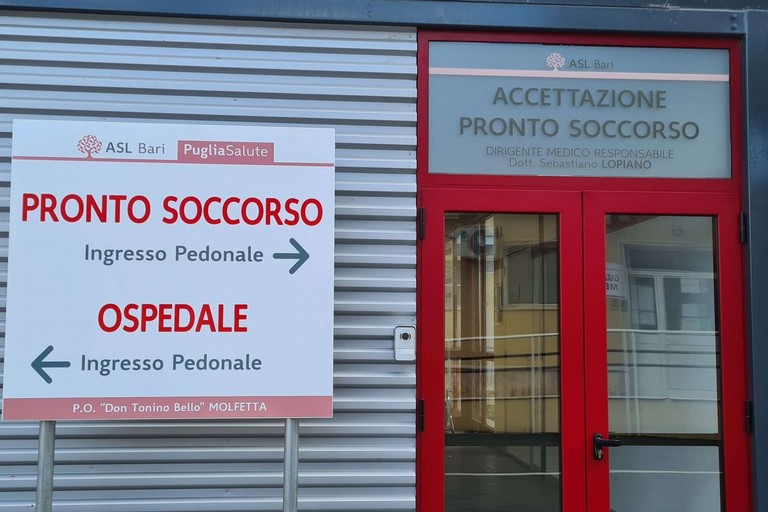 ASL Bari PugliaSalute
PRONTO SOCCORSO
Ingresso Pedonale
OSPEDALE
Ingresso Pedonale
P.O. "Don Tonino Bello" MOLFETTA
ASL Bari
ACCETTAZIONE
PRONTO SOCCORSO
DIRIGENTE MEDICO RESPONSABILE
Dott. Sebastiano LOPIANO